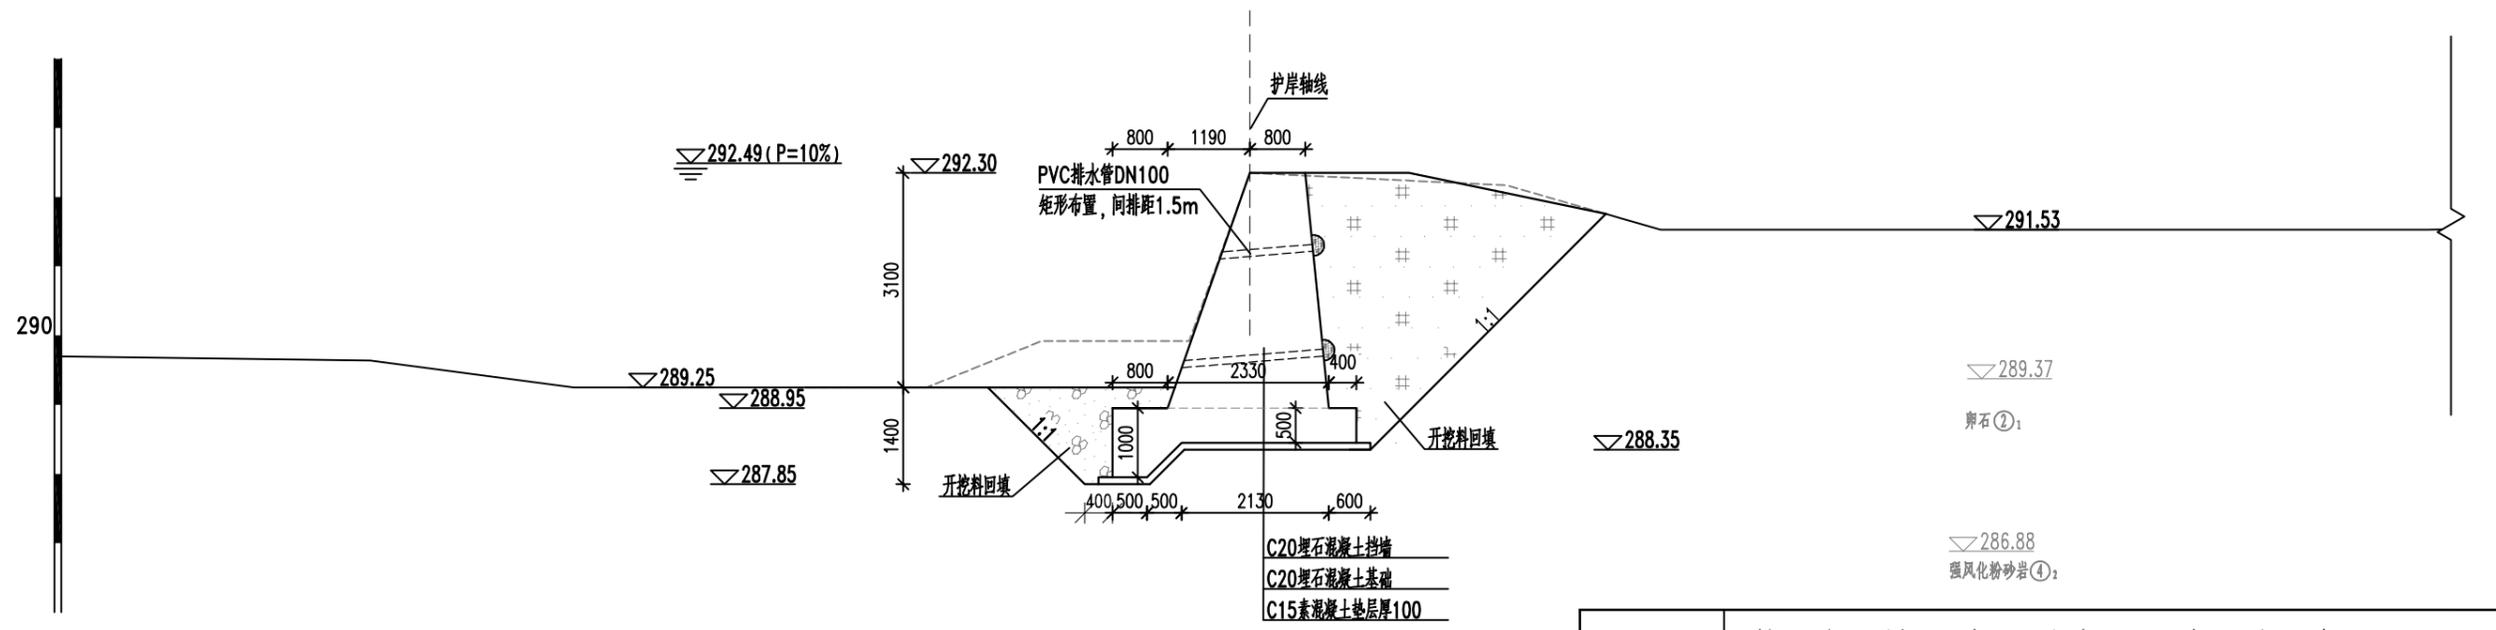 护岸轴线
800 1190 800
292.49(P=10%)
292.30
PVC排水管DN100
矩形布置,间排距1.5m
291.53
3100
1:1
290
289.37
289.25
800 2330 400
288.95
卵石②₁
1:1
1400
1000
500
开挖料回填
288.35
287.85
开挖料回填
400 500 500 2130 600
286.88
强风化粉砂岩④₂
C20埋石混凝土挡墙
C20埋石混凝土基础
C15素混凝土垫层厚100